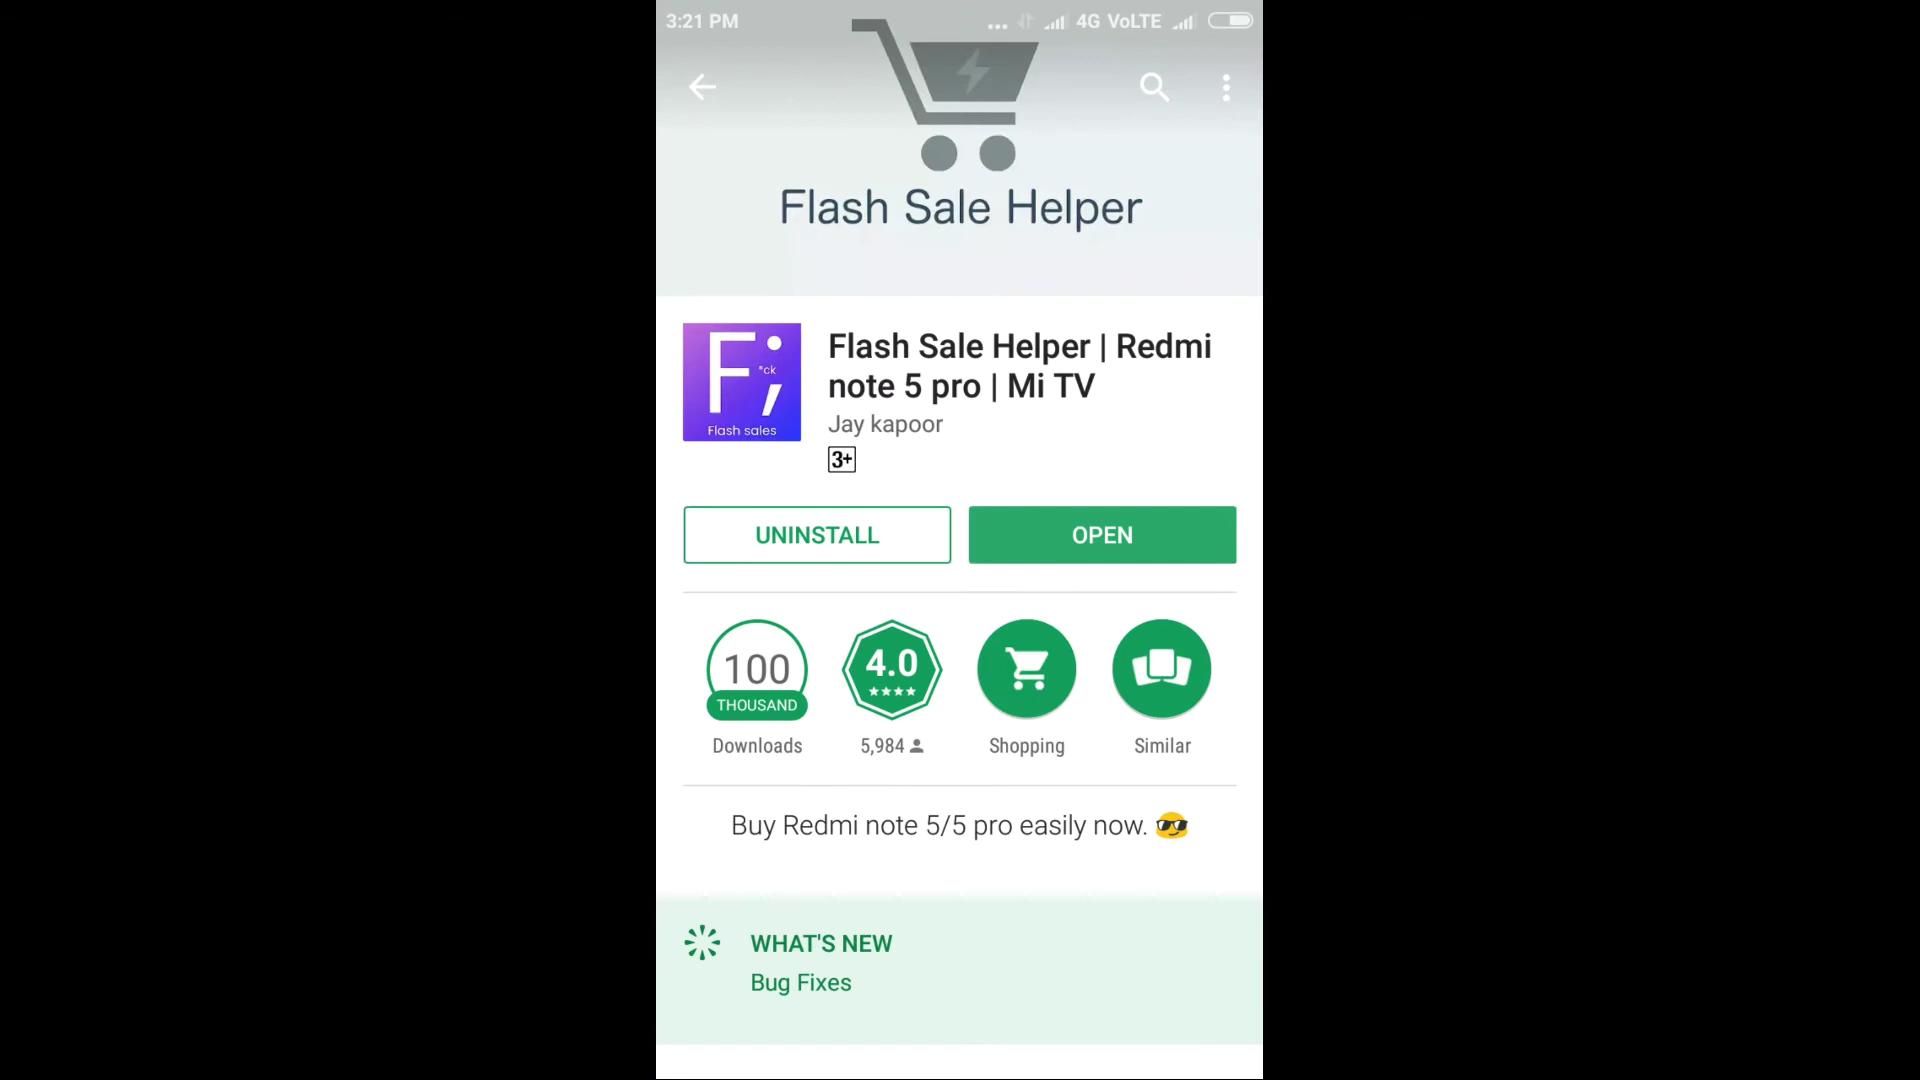 3:21 PM
... 4G VoLTE
Flash Sale Helper
F
*ck
Flash sales
Flash Sale Helper | Redmi
note 5 pro | Mi TV
Jay kapoor
3+
UNINSTALL
OPEN
100
THOUSAND
Downloads
4.0
5,984
Shopping
Similar
Buy Redmi note 5/5 pro easily now. 😎
WHAT'S NEW
Bug Fixes